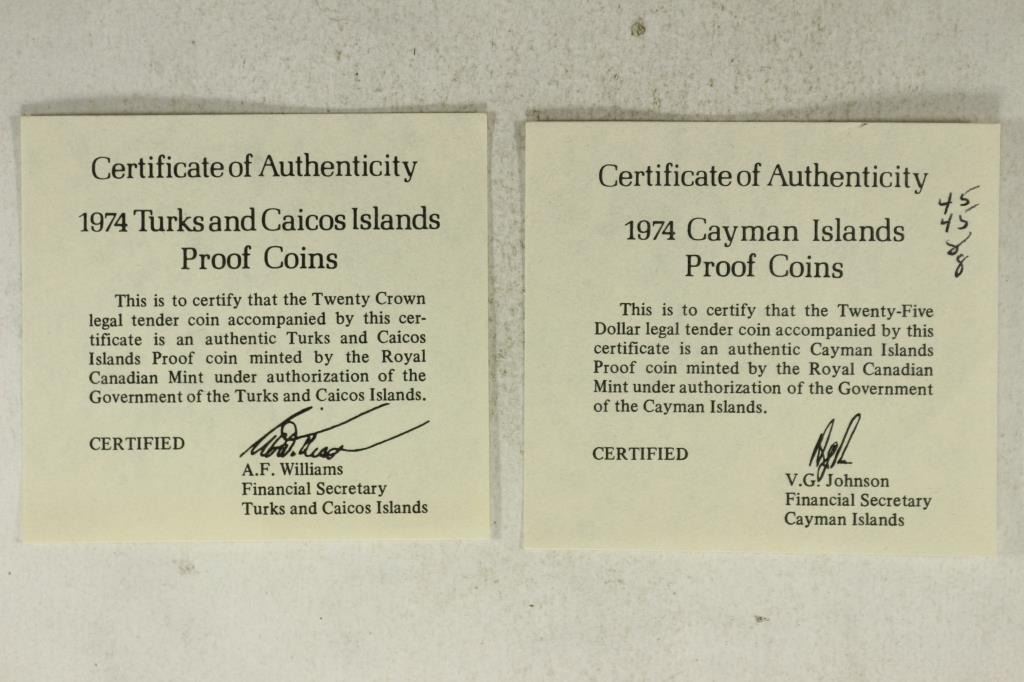 Certificate of Authenticity
1974 Turks and Caicos Islands
Proof Coins
This is to certify that the Twenty Crown
legal tender coin accompanied by this cer-
tificate is an authentic Turks and Caicos
Islands Proof coin minted by the Royal
Canadian Mint under authorization of the
Government of the Turks and Caicos Islands.
CERTIFIED
A.F. Williams
Financial Secretary
Turks and Caicos Islands
Certificate of Authenticity
1974 Cayman Islands
Proof Coins
This is to certify that the Twenty-Five
Dollar legal tender coin accompanied by this
certificate is an authentic Cayman Islands
Proof coin minted by the Royal Canadian
Mint under authorization of the Government
of the Cayman Islands.
CERTIFIED
V.G. Johnson
Financial Secretary
Cayman Islands
45
45